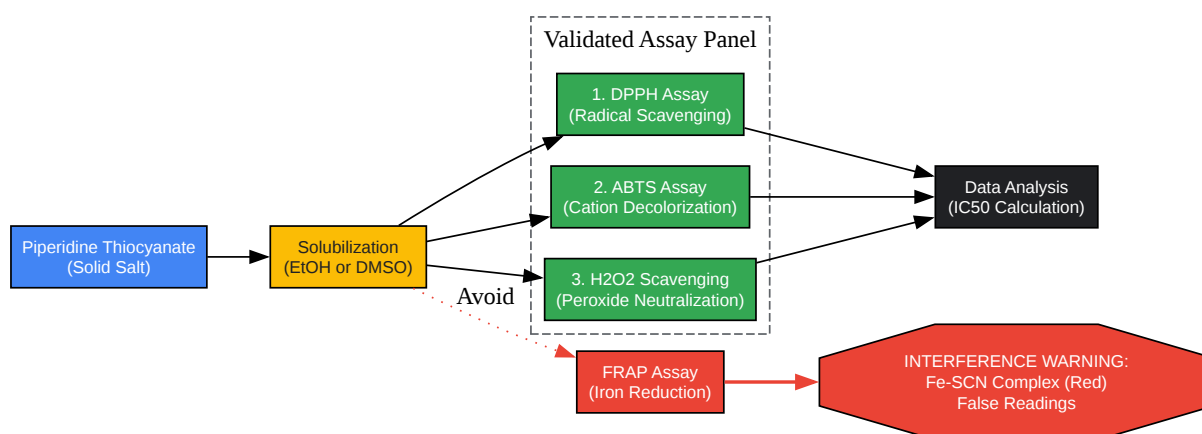 Validated Assay Panel
1. DPPH Assay
(Radical Scavenging)
2. ABTS Assay
(Cation Decolorization)
3. H2O2 Scavenging
(Peroxide Neutralization)
Data Analysis
(IC50 Calculation)
Piperidine Thiocyanate
(Solid Salt)
Solubilization
(EtOH or DMSO)
Avoid
FRAP Assay
(Iron Reduction)
INTERFERENCE WARNING:
Fe-SCN Complex (Red)
False Readings